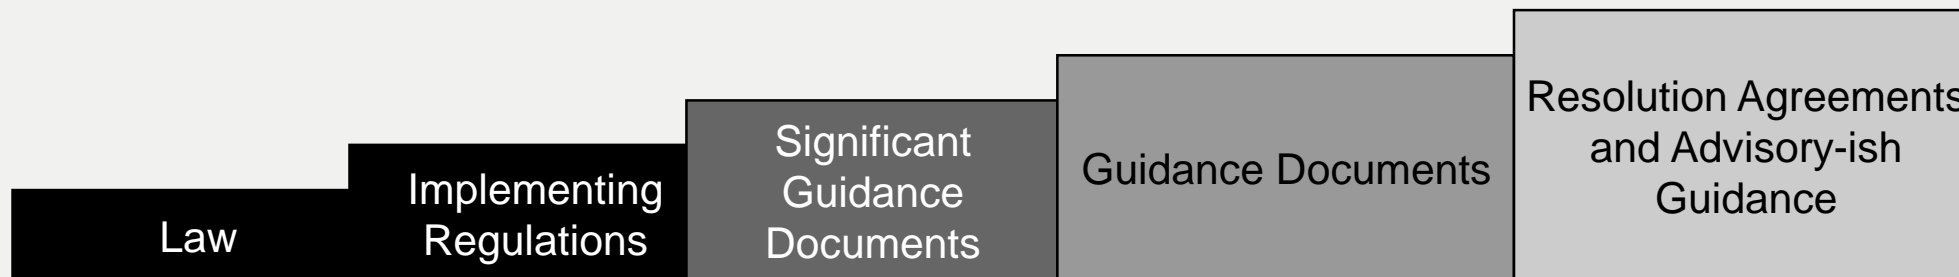 Law
Implementing
Regulations
Significant
Guidance
Documents
Guidance Documents
Resolution Agreements
and Advisory-ish
Guidance